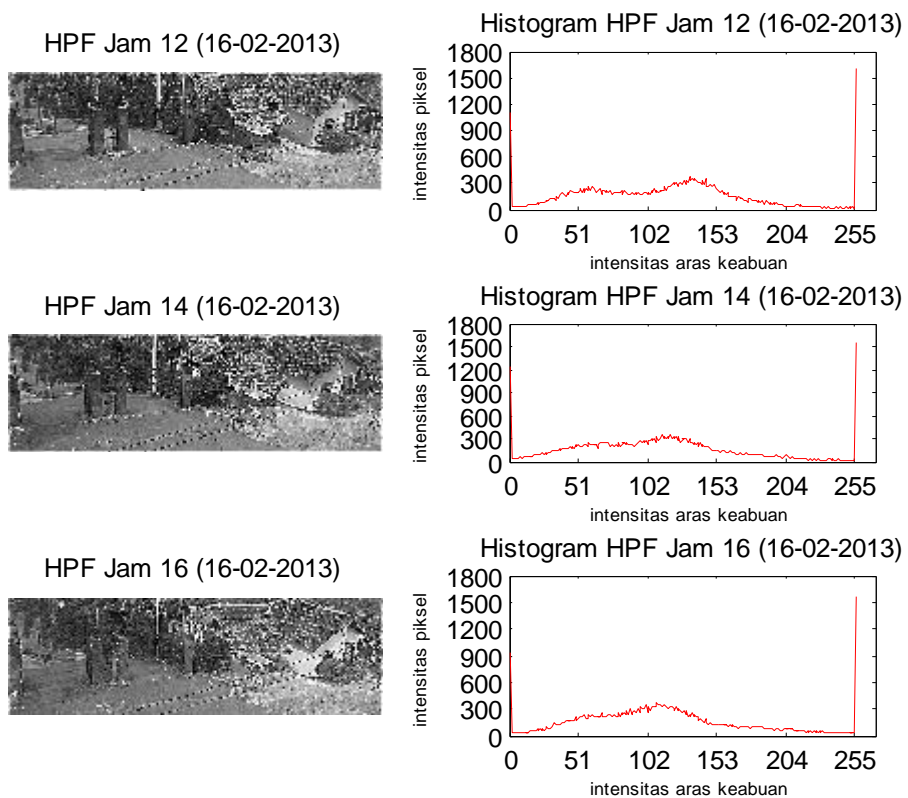 HPF Jam 12 (16-02-2013)
Histogram HPF Jam 12 (16-02-2013)
intensitas piksel
1800
1500
1200
900
600
300
0
0 51 102 153 204 255
intensitas aras keabuan
HPF Jam 14 (16-02-2013)
Histogram HPF Jam 14 (16-02-2013)
intensitas piksel
1800
1500
1200
900
600
300
0
0 51 102 153 204 255
intensitas aras keabuan
HPF Jam 16 (16-02-2013)
Histogram HPF Jam 16 (16-02-2013)
intensitas piksel
1800
1500
1200
900
600
300
0
0 51 102 153 204 255
intensitas aras keabuan